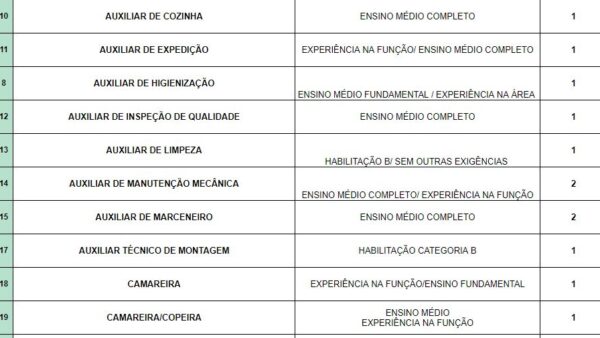 10 AUXILIAR DE COZINHA ENSINO MÉDIO COMPLETO 1
11 AUXILIAR DE EXPEDIÇÃO EXPERIÊNCIA NA FUNÇÃO/ ENSINO MÉDIO COMPLETO 1
8 AUXILIAR DE HIGIENIZAÇÃO ENSINO MÉDIO FUNDAMENTAL / EXPERIÊNCIA NA ÁREA 1
12 AUXILIAR DE INSPEÇÃO DE QUALIDADE ENSINO MÉDIO COMPLETO 1
13 AUXILIAR DE LIMPEZA HABILITAÇÃO B/ SEM OUTRAS EXIGÊNCIAS 1
14 AUXILIAR DE MANUTENÇÃO MECÂNICA ENSINO MÉDIO COMPLETO/ EXPERIÊNCIA NA FUNÇÃO 2
15 AUXILIAR DE MARCENEIRO ENSINO MÉDIO COMPLETO 2
17 AUXILIAR TÉCNICO DE MONTAGEM HABILITAÇÃO CATEGORIA B 1
18 CAMAREIRA EXPERIÊNCIA NA FUNÇÃO/ENSINO FUNDAMENTAL 1
19 CAMAREIRA/COPEIRA ENSINO MÉDIO 1
EXPERIÊNCIA NA FUNÇÃO